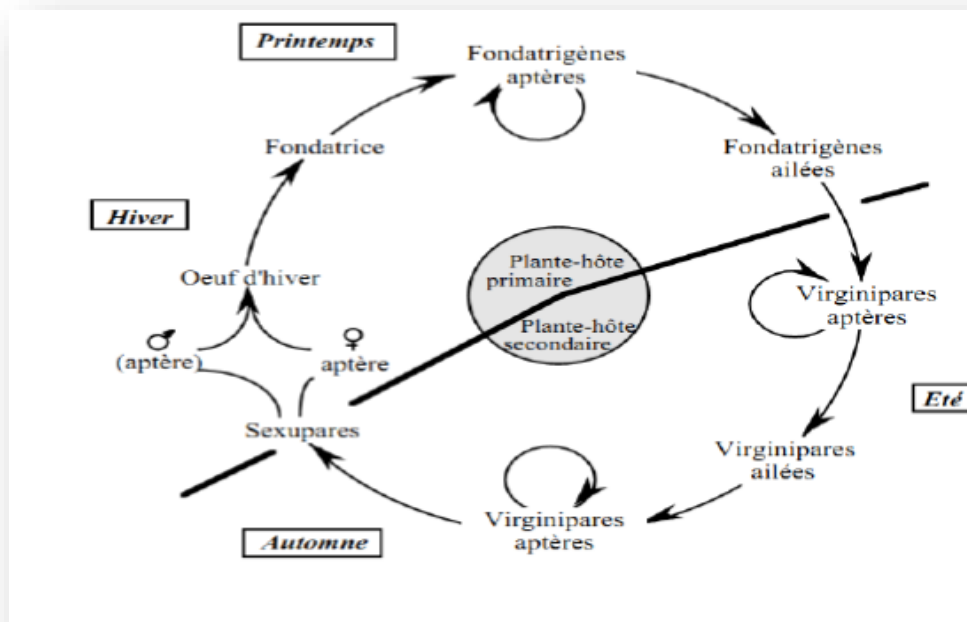 Printemps
Fondatrigènes
aptères
Fondatrice
Fondatrigènes
ailées
Hiver
Plante-hôte
primaire
Oeuf d'hiver
Virginipares
aptères
Plante-hôte
secondaire
♂
(aptère)
♀
aptère
Eté
Sexupares
Virginipares
ailées
Virginipares
aptères
Automne